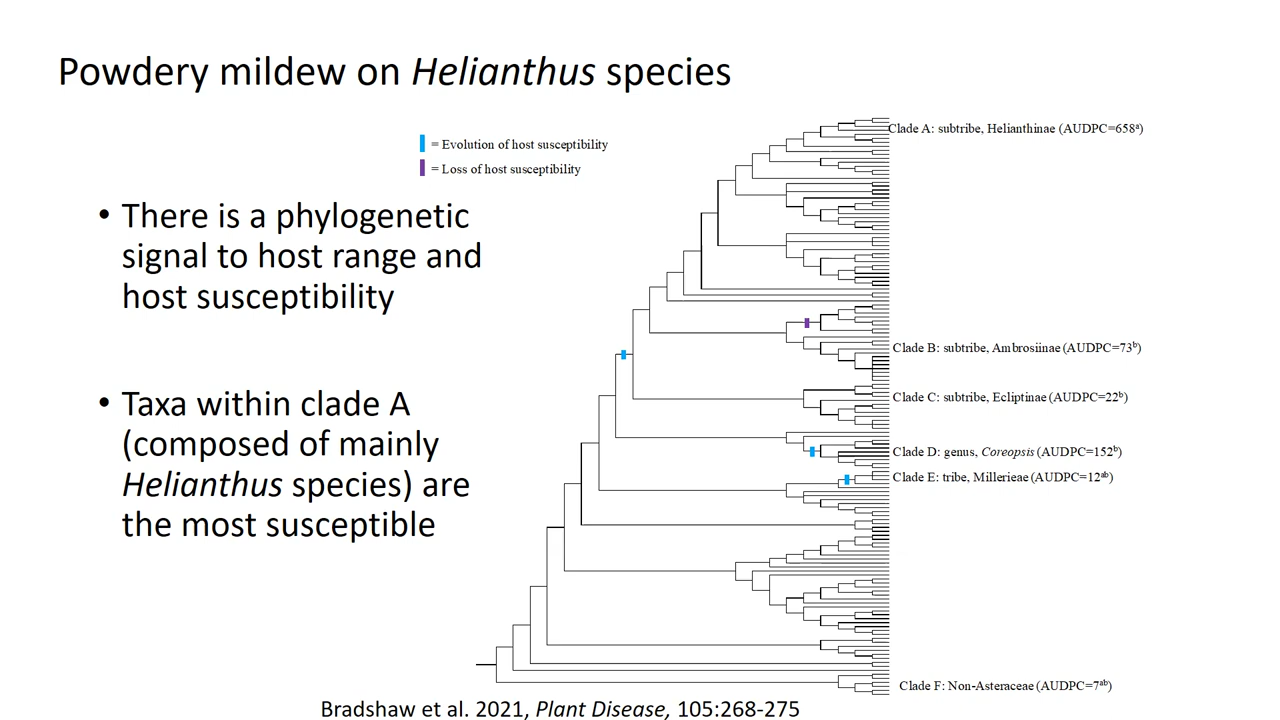 Powdery mildew on Helianthus species
= Evolution of host susceptibility
= Loss of host susceptibility
• There is a phylogenetic
signal to host range and
host susceptibility
• Taxa within clade A
(composed of mainly
Helianthus species) are
the most susceptible
Clade A: subtribe, Helianthinae (AUDPC=658ᵃ)
Clade B: subtribe, Ambrosiinae (AUDPC=73ᵇ)
Clade C: subtribe, Ecliptinae (AUDPC=22ᵇ)
Clade D: genus, Coreopsis (AUDPC=152ᵇ)
Clade E: tribe, Millerieae (AUDPC=12ᵃᵇ)
Clade F: Non-Asteraceae (AUDPC=7ᵃᵇ)
Bradshaw et al. 2021, Plant Disease, 105:268-275